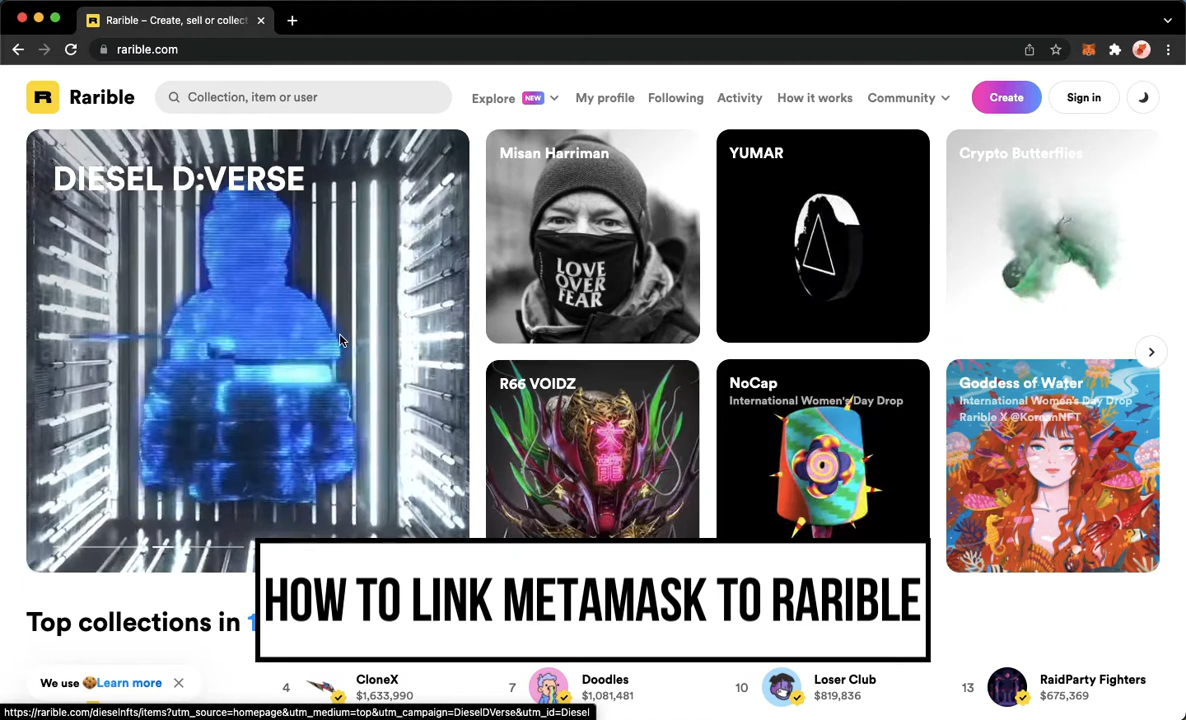 Rarible – Create, sell or collect
rarible.com
R Rarible
Collection, item or user
Explore NEW
My profile
Following
Activity
How it works
Community
Create
Sign in
DIESEL D:VERSE
Misan Harriman
LOVE
OVER
FEAR
YUMAR
Crypto Butterflies
R66 VOIDZ
NoCap
International Women's Day Drop
Goddess of Water
International Women's Day Drop
Rarible X @KomanNFT
HOW TO LINK METAMASK TO RARIBLE
Top collections in 1
We use 🍪Learn more
4
CloneX
$1,633,990
7
Doodles
$1,081,481
10
Loser Club
$819,836
13
RaidParty Fighters
$675,369
https://rarible.com/dieselnfts/items?utm_source=homepage&utm_medium=top&utm_campaign=DieselDVerse&utm_id=Diesel